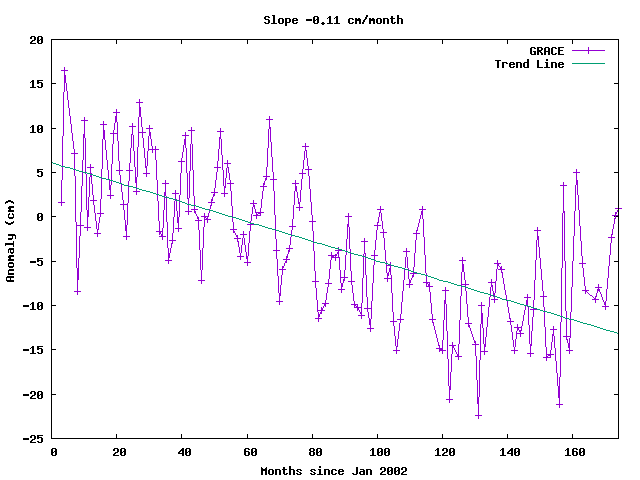 Slope -0.11 cm/month
GRACE
Trend Line
20
15
10
5
0
-5
-10
-15
-20
-25
Anomaly (cm)
0 20 40 60 80 100 120 140 160
Months since Jan 2002